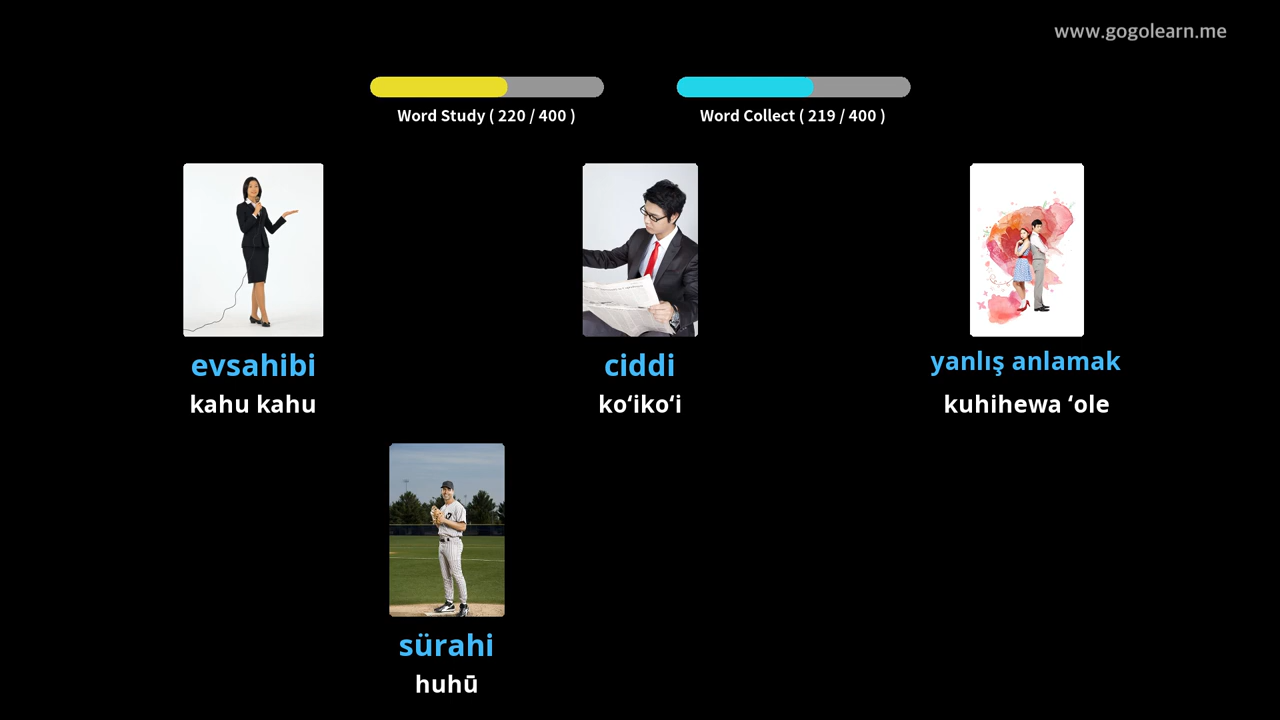 www.gogolearn.me
Word Study ( 220 / 400 )
Word Collect ( 219 / 400 )
evsahibi
kahu kahu
ciddi
koʻikoʻi
yanlış anlamak
kuhihewa ʻole
sürahi
huhū